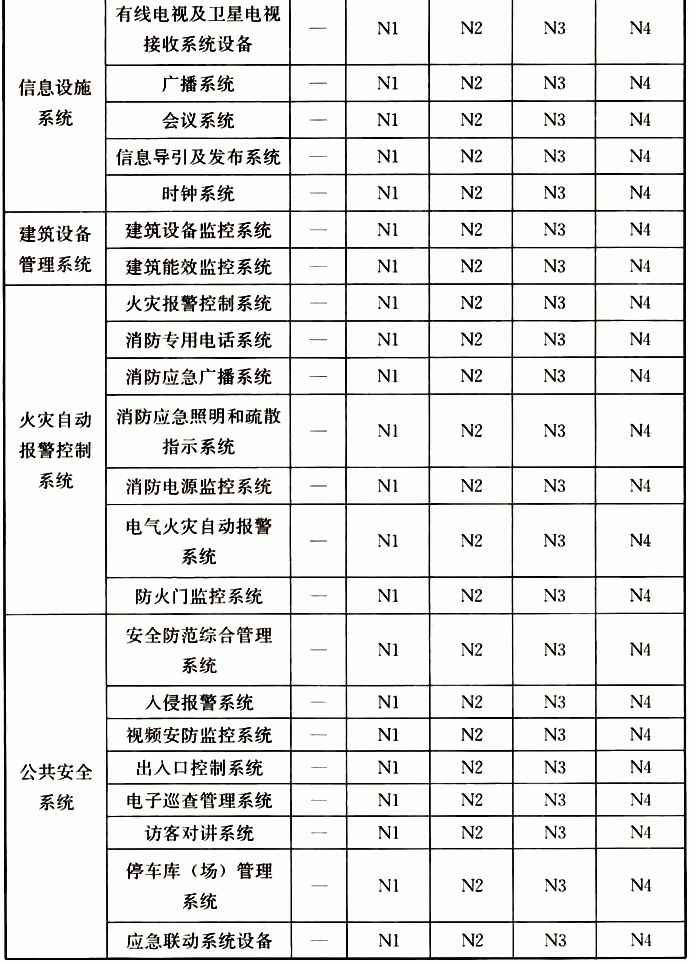 有线电视及卫星电视
接收系统设备 — N1 N2 N3 N4
信息设施
系统
广播系统 — N1 N2 N3 N4
会议系统 — N1 N2 N3 N4
信息导引及发布系统 — N1 N2 N3 N4
时钟系统 — N1 N2 N3 N4
建筑设备
管理系统
建筑设备监控系统 — N1 N2 N3 N4
建筑能效监控系统 — N1 N2 N3 N4
火灾自动
报警控制
系统
火灾报警控制系统 — N1 N2 N3 N4
消防专用电话系统 — N1 N2 N3 N4
消防应急广播系统 — N1 N2 N3 N4
消防应急照明和疏散
指示系统 — N1 N2 N3 N4
消防电源监控系统 — N1 N2 N3 N4
电气火灾自动报警
系统 — N1 N2 N3 N4
防火门监控系统 — N1 N2 N3 N4
公共安全
系统
安全防范综合管理
系统 — N1 N2 N3 N4
入侵报警系统 — N1 N2 N3 N4
视频安防监控系统 — N1 N2 N3 N4
出入口控制系统 — N1 N2 N3 N4
电子巡查管理系统 — N1 N2 N3 N4
访客对讲系统 — N1 N2 N3 N4
停车库（场）管理
系统 — N1 N2 N3 N4
应急联动系统设备 — N1 N2 N3 N4